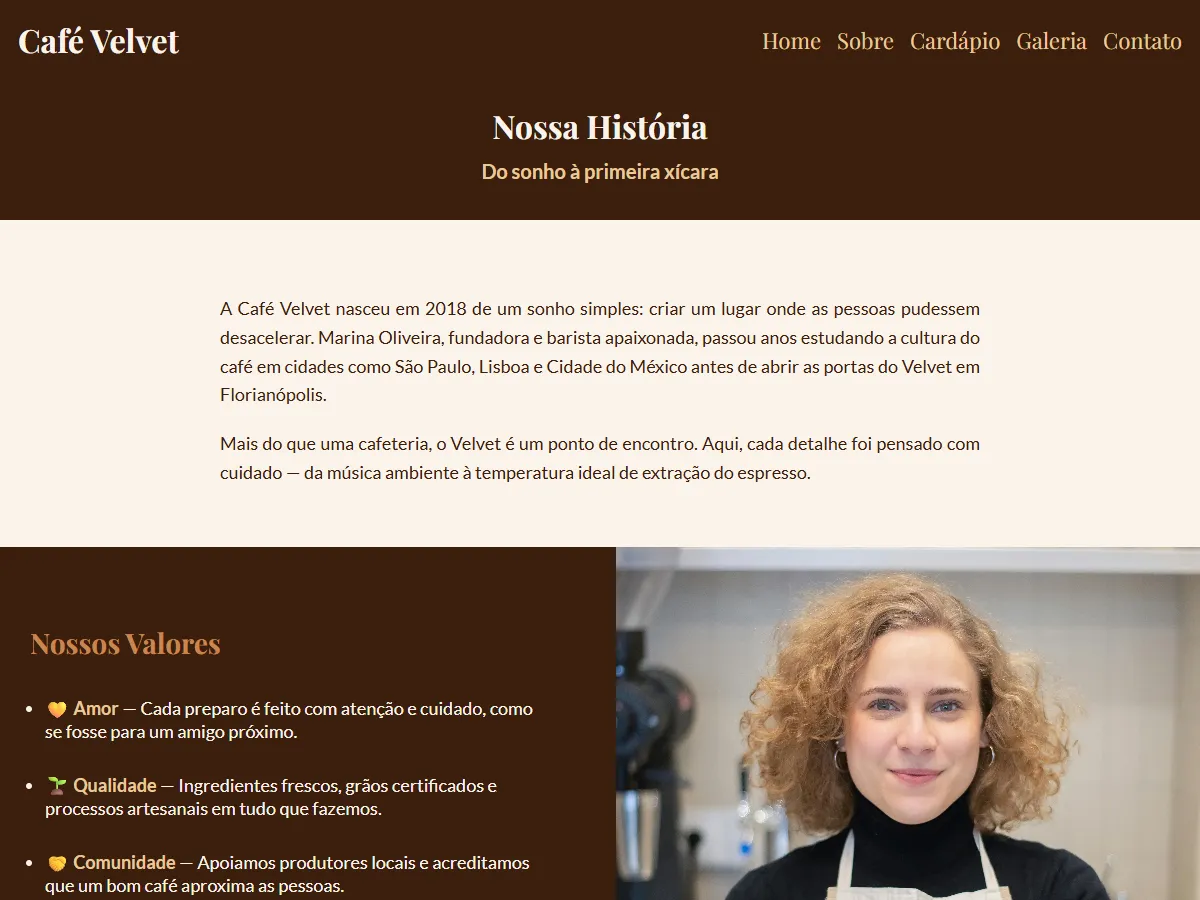 Café Velvet
Home Sobre Cardápio Galeria Contato
Nossa História
Do sonho à primeira xícara
A Café Velvet nasceu em 2018 de um sonho simples: criar um lugar onde as pessoas pudessem
desacelerar. Marina Oliveira, fundadora e barista apaixonada, passou anos estudando a cultura do
café em cidades como São Paulo, Lisboa e Cidade do México antes de abrir as portas do Velvet em
Florianópolis.
Mais do que uma cafeteria, o Velvet é um ponto de encontro. Aqui, cada detalhe foi pensado com
cuidado — da música ambiente à temperatura ideal de extração do espresso.
Nossos Valores
• 🧡 Amor — Cada preparo é feito com atenção e cuidado, como
se fosse para um amigo próximo.
• 🌱 Qualidade — Ingredientes frescos, grãos certificados e
processos artesanais em tudo que fazemos.
• 🤝 Comunidade — Apoiamos produtores locais e acreditamos
que um bom café aproxima as pessoas.